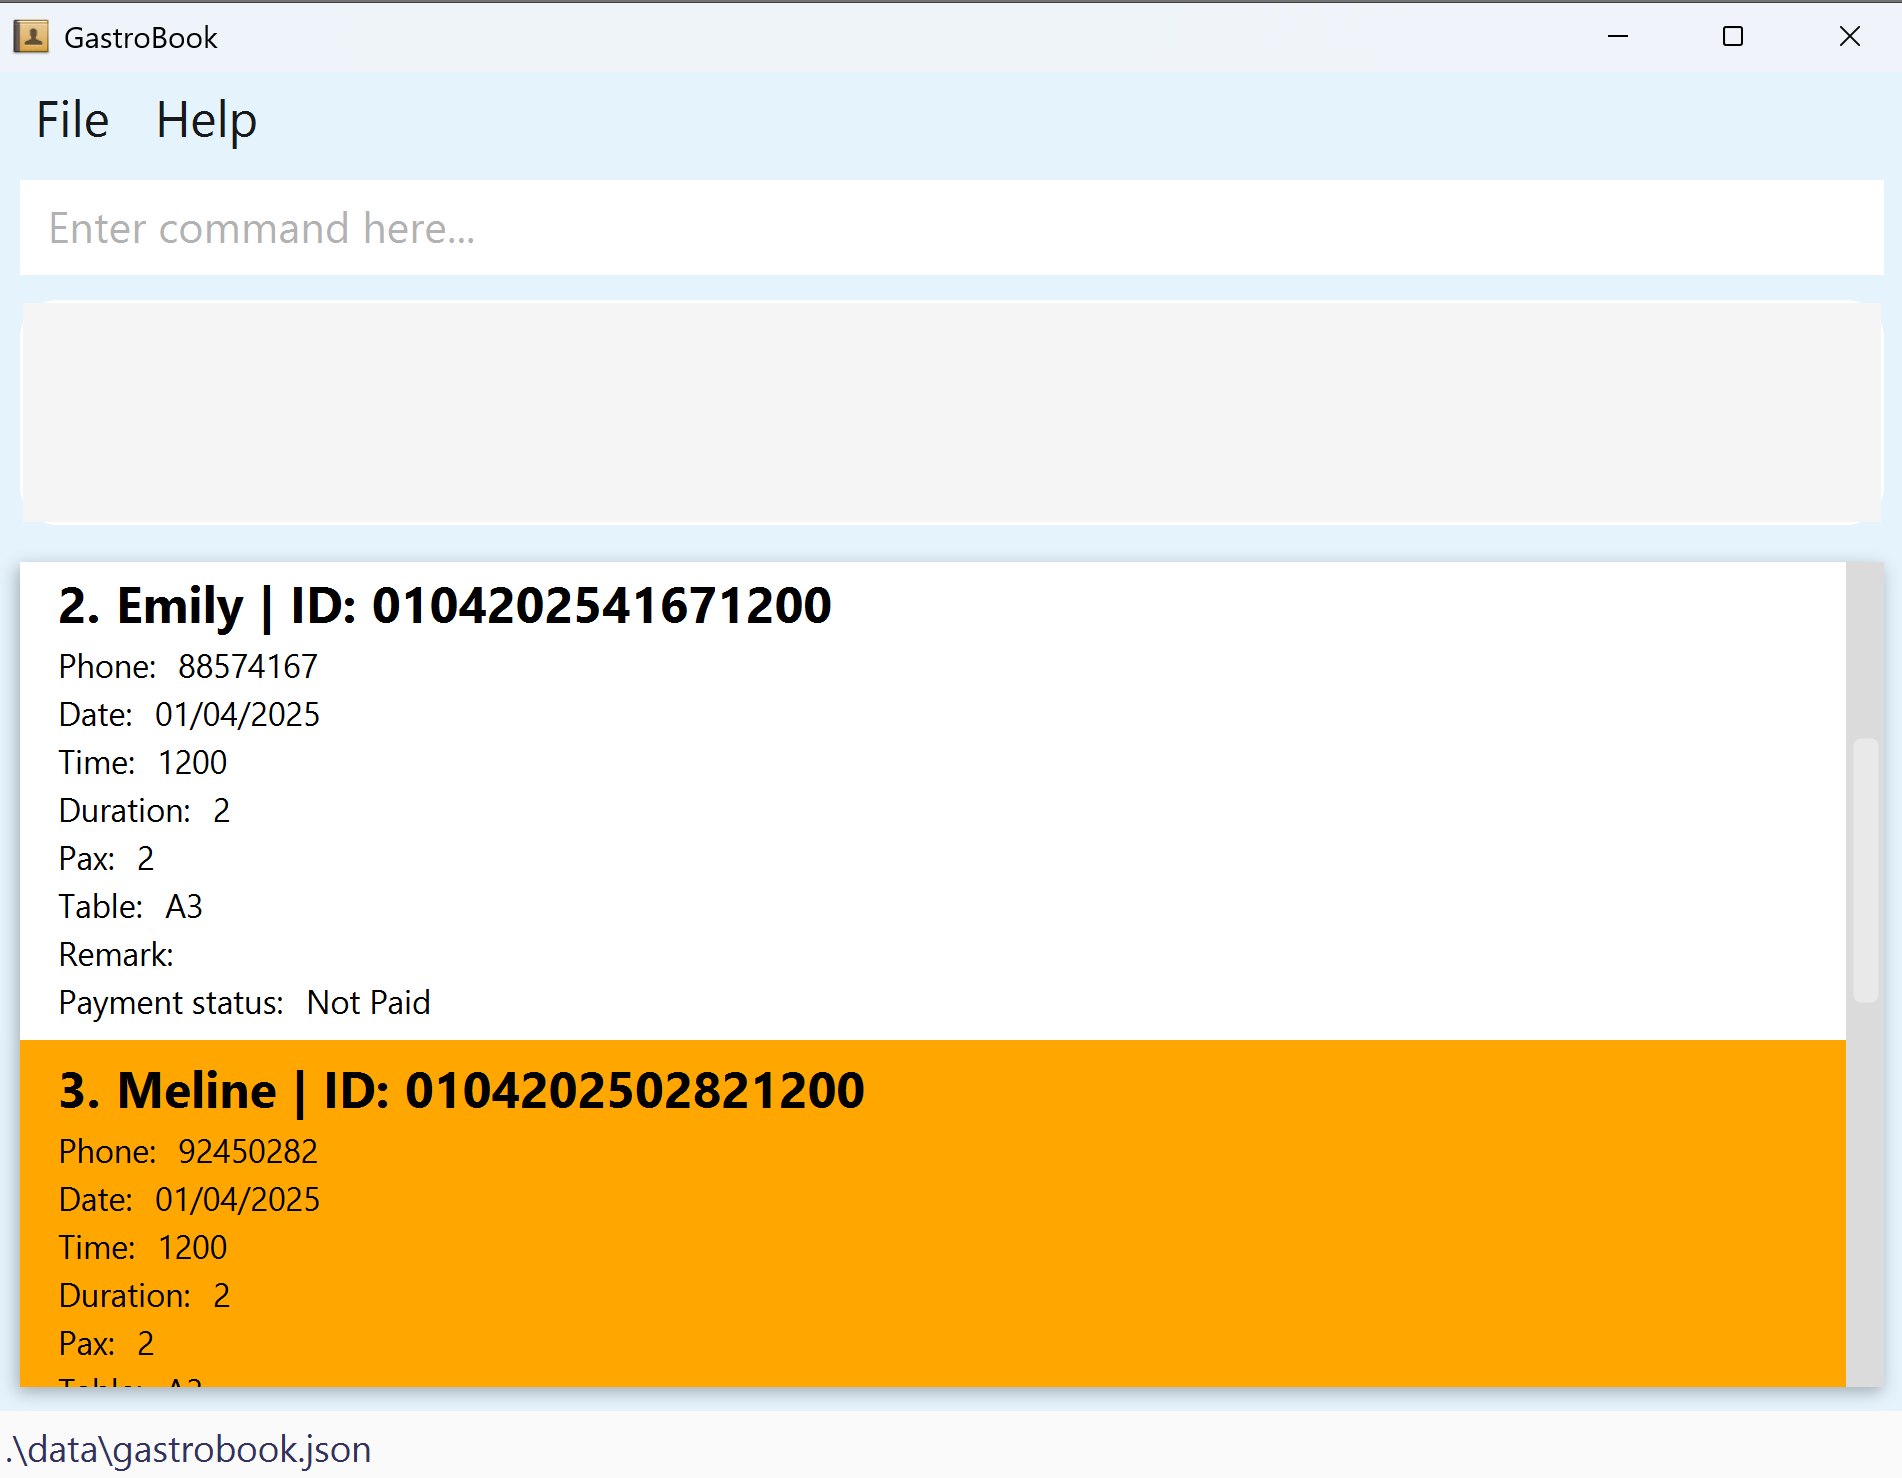 GastroBook
File Help
Enter command here...
2. Emily | ID: 0104202541671200
Phone: 88574167
Date: 01/04/2025
Time: 1200
Duration: 2
Pax: 2
Table: A3
Remark:
Payment status: Not Paid
3. Meline | ID: 0104202502821200
Phone: 92450282
Date: 01/04/2025
Time: 1200
Duration: 2
Pax: 2
Table:
.\data\gastrobook.json